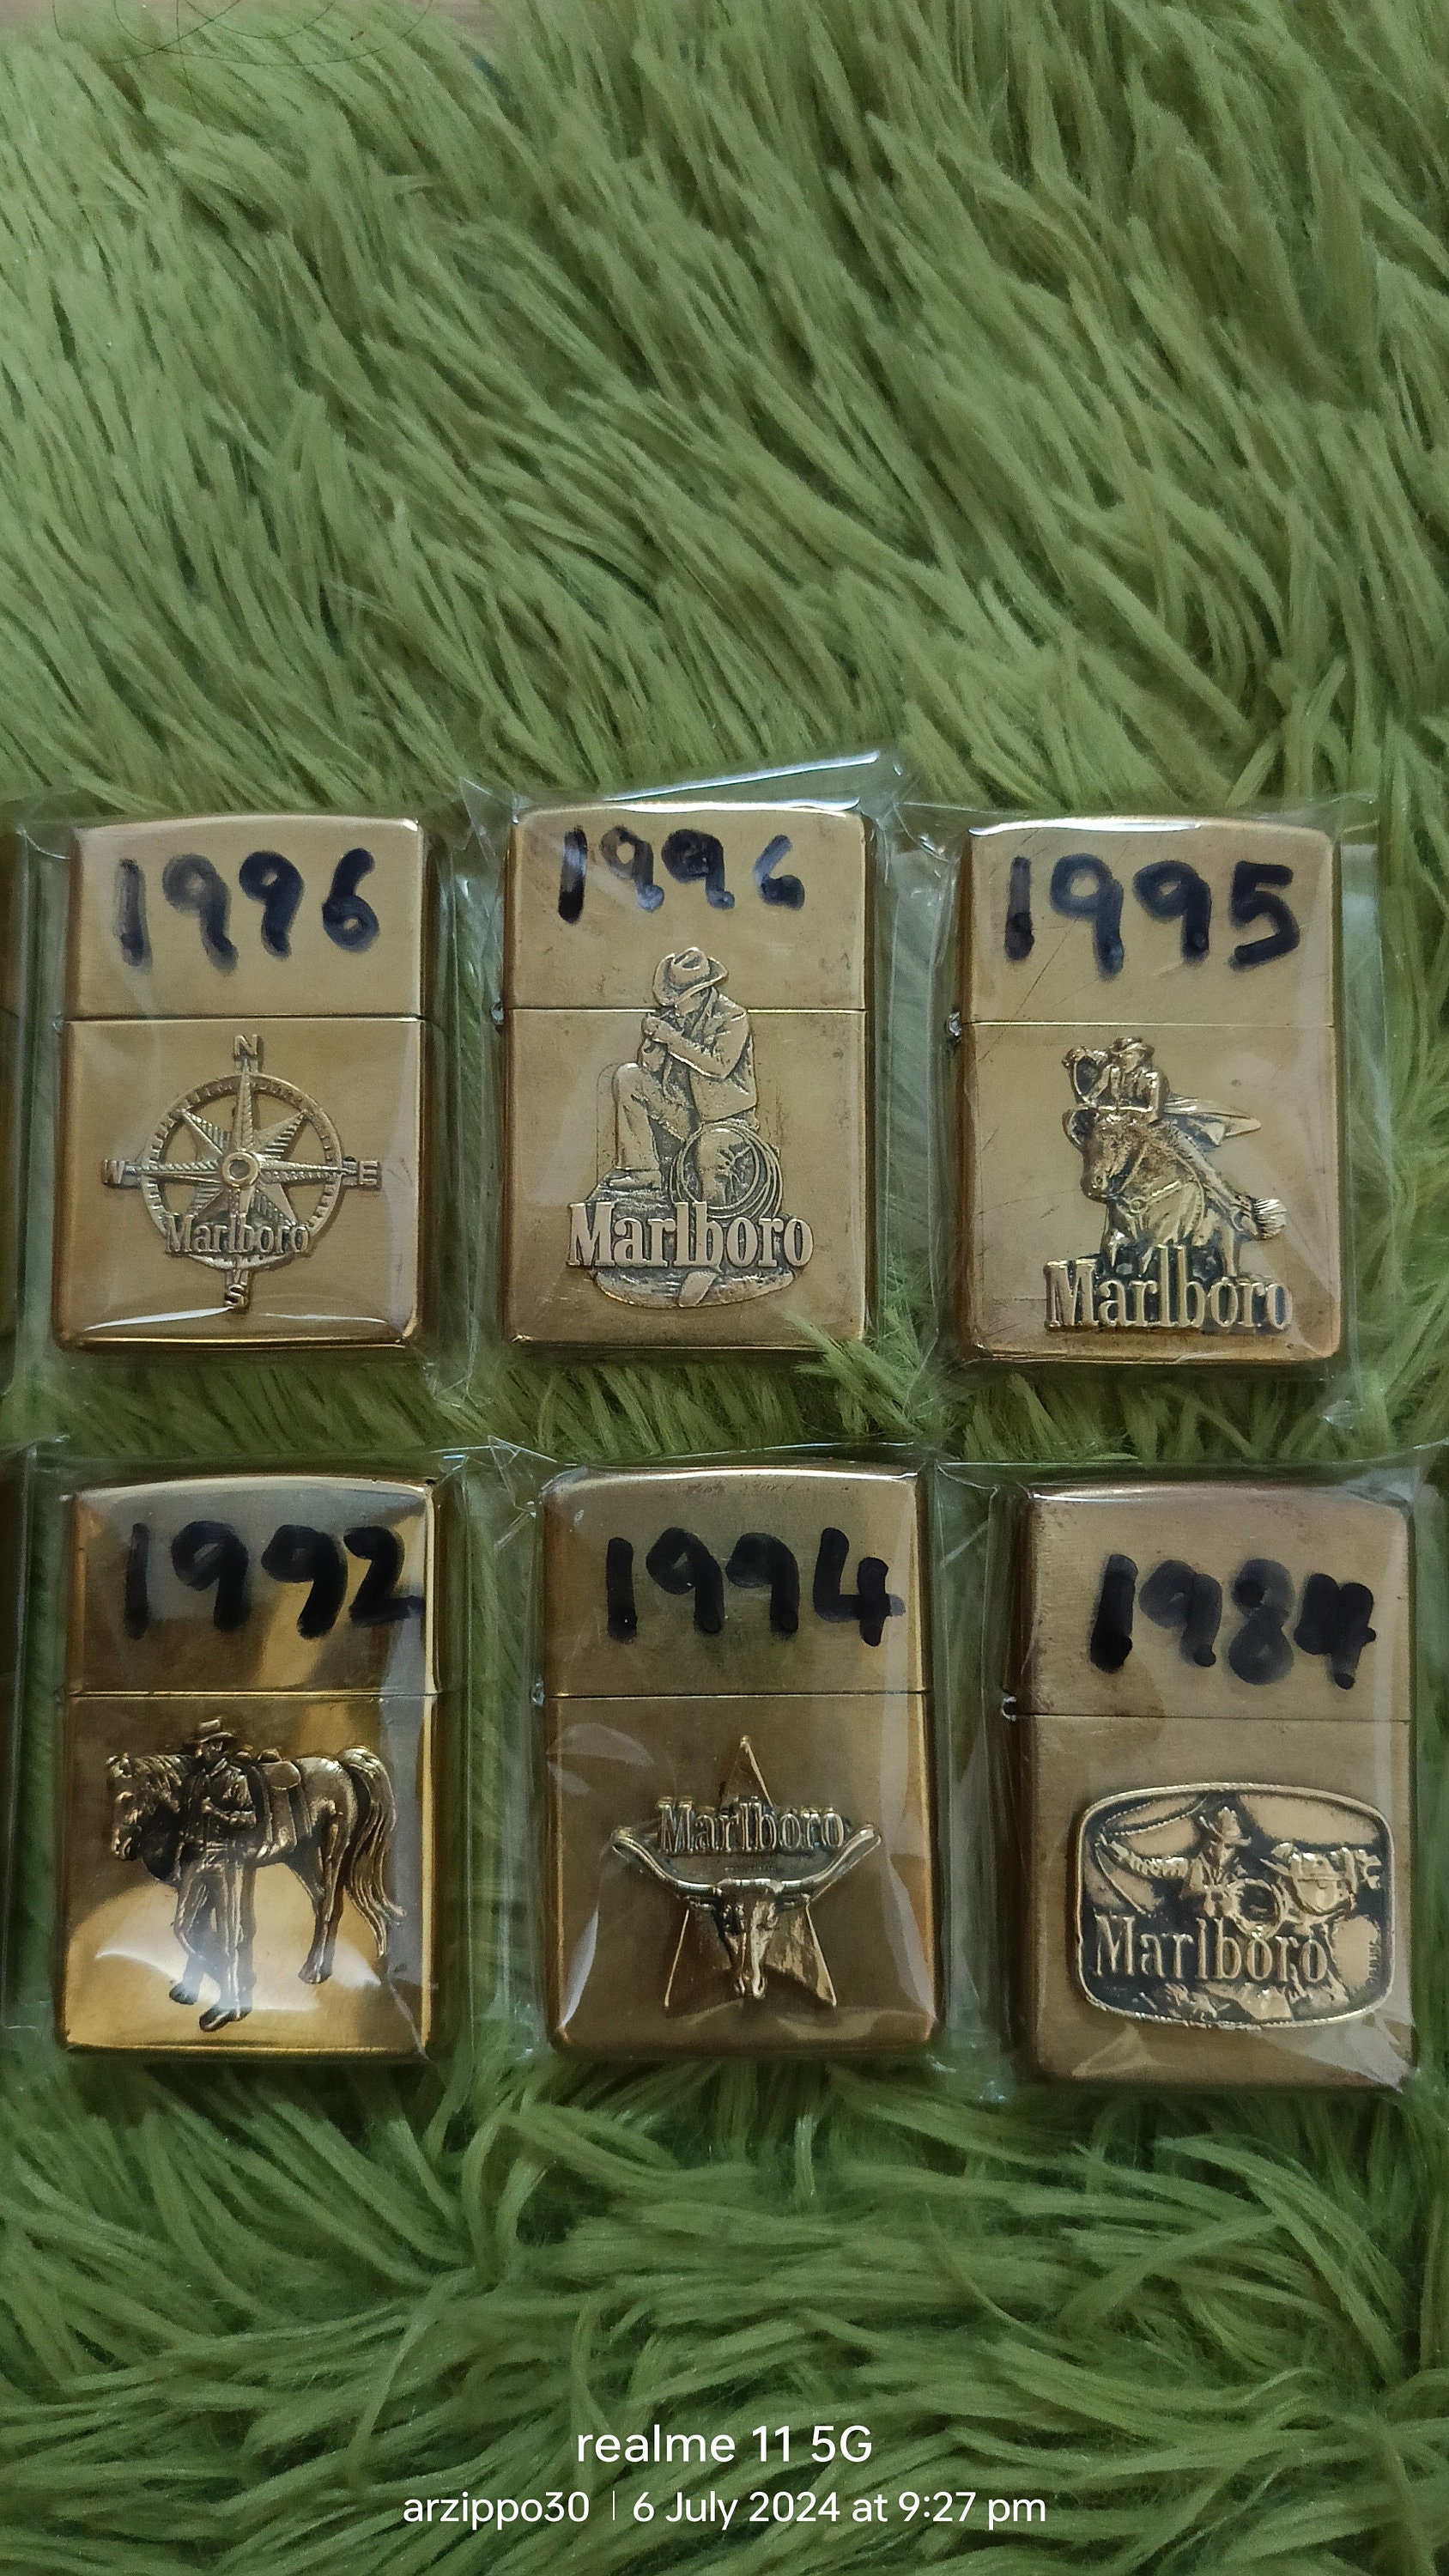 1996
1996
1995
N
W
E
Marlboro
S
Marlboro
Marlboro
1992
1994
1984
Marlboro
Marlboro
realme 11 5G
arzippo30 | 6 July 2024 at 9:27 pm